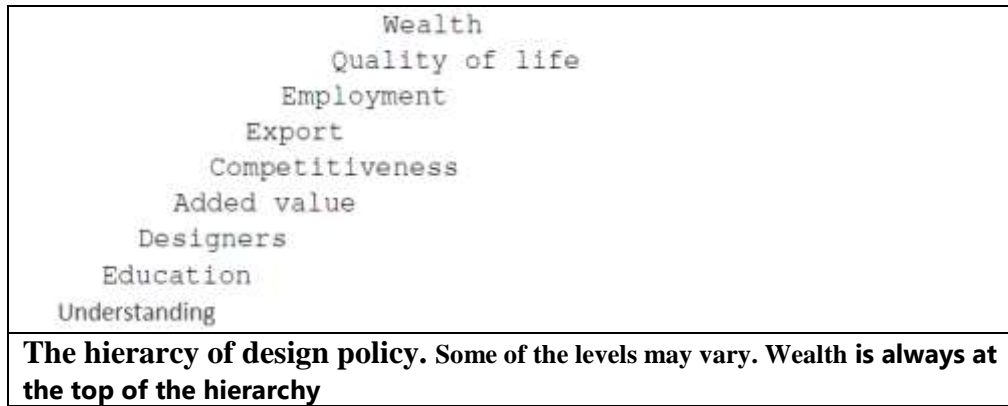 Wealth
Quality of life
Employment
Export
Competitiveness
Added value
Designers
Education
Understanding
The hierarcy of design policy. Some of the levels may vary. Wealth is always at
the top of the hierarchy